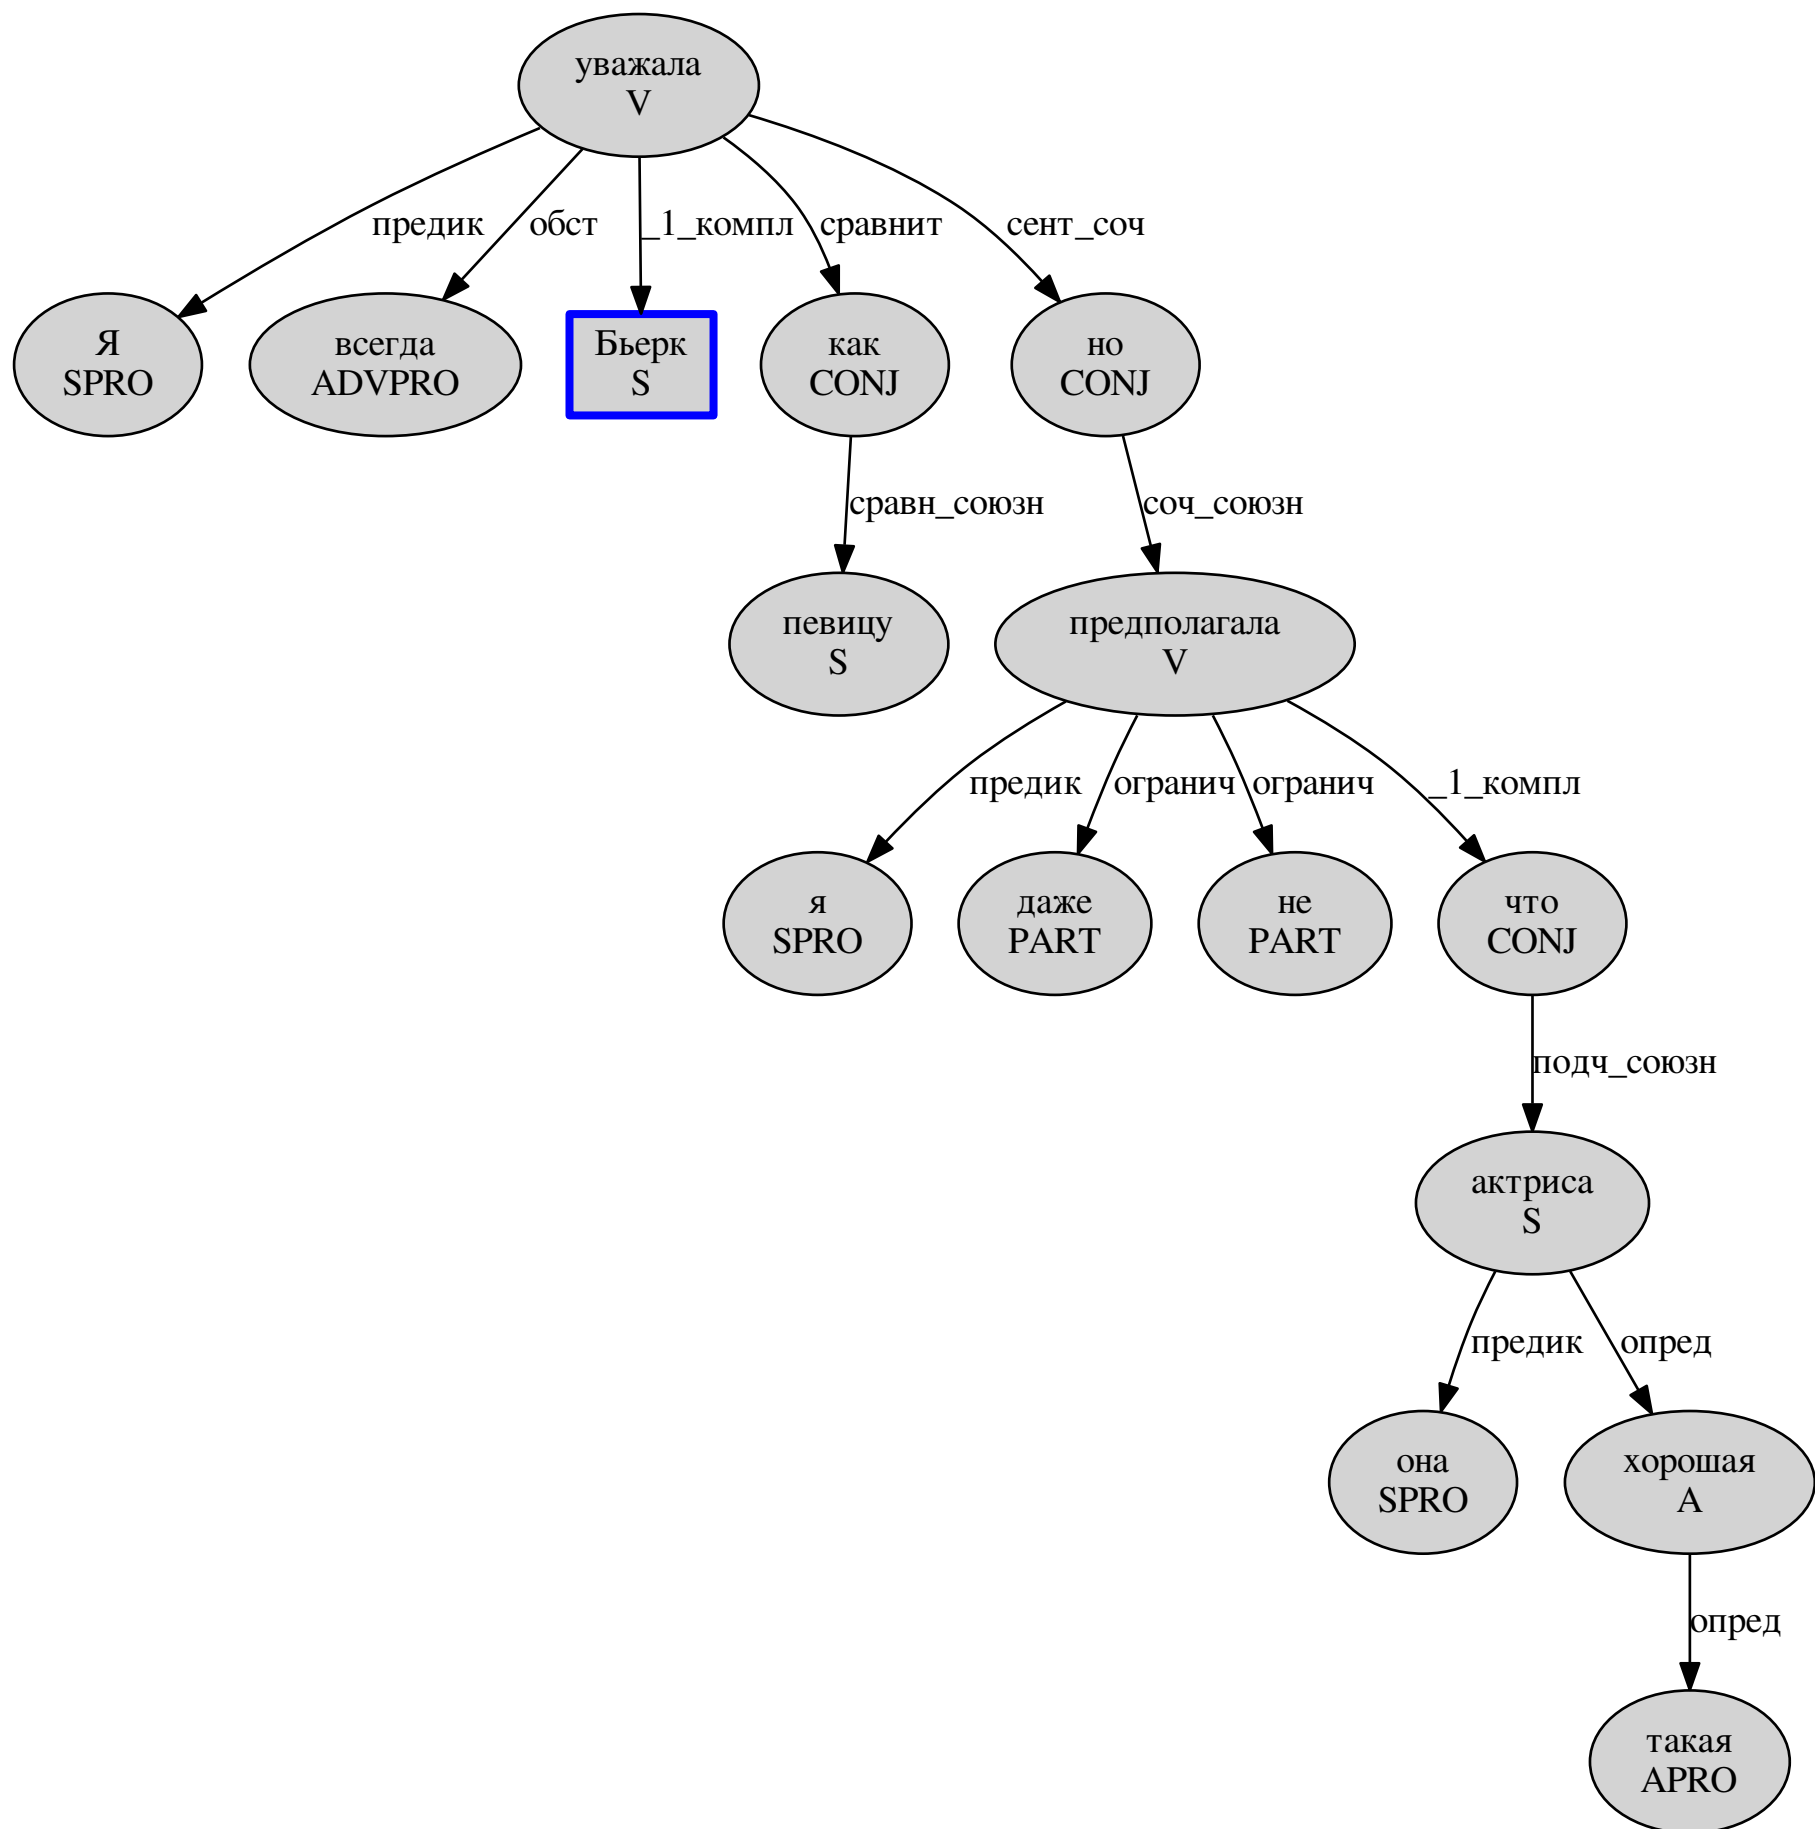 уважала
V
предик
обст
_1_компл
сравнит
сент_соч
Я
SPRO
всегда
ADVPRO
Бьерк
S
как
CONJ
но
CONJ
сравн_союзн
соч_союзн
певицу
S
предполагала
V
предик
огранич
огранич
_1_компл
я
SPRO
даже
PART
не
PART
что
CONJ
подч_союзн
актриса
S
предик
опред
она
SPRO
хорошая
A
опред
такая
APRO